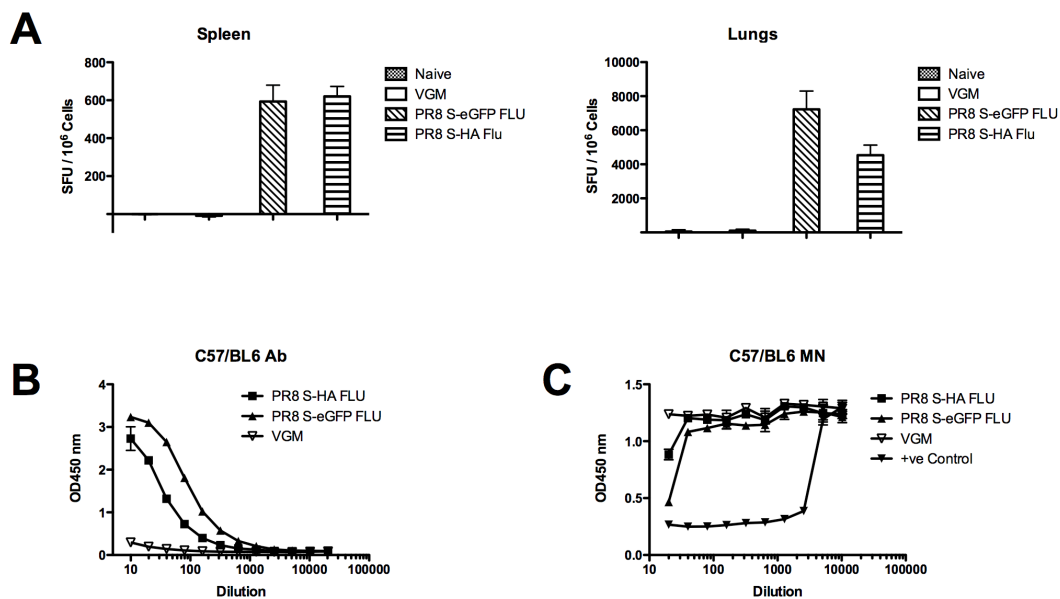 A
Spleen
SFU / 10⁶ Cells
800
600
400
200
Naive
VGM
PR8 S-eGFP FLU
PR8 S-HA Flu
Lungs
SFU / 10⁶ Cells
10000
8000
6000
4000
2000
Naive
VGM
PR8 S-eGFP FLU
PR8 S-HA Flu
B
C57/BL6 Ab
OD450 nm
4
3
2
1
0
10
100
1000
10000
100000
Dilution
PR8 S-HA FLU
PR8 S-eGFP FLU
VGM
C
C57/BL6 MN
OD450 nm
1.5
1.0
0.5
0.0
10
100
1000
10000
100000
Dilution
PR8 S-HA FLU
PR8 S-eGFP FLU
VGM
+ve Control